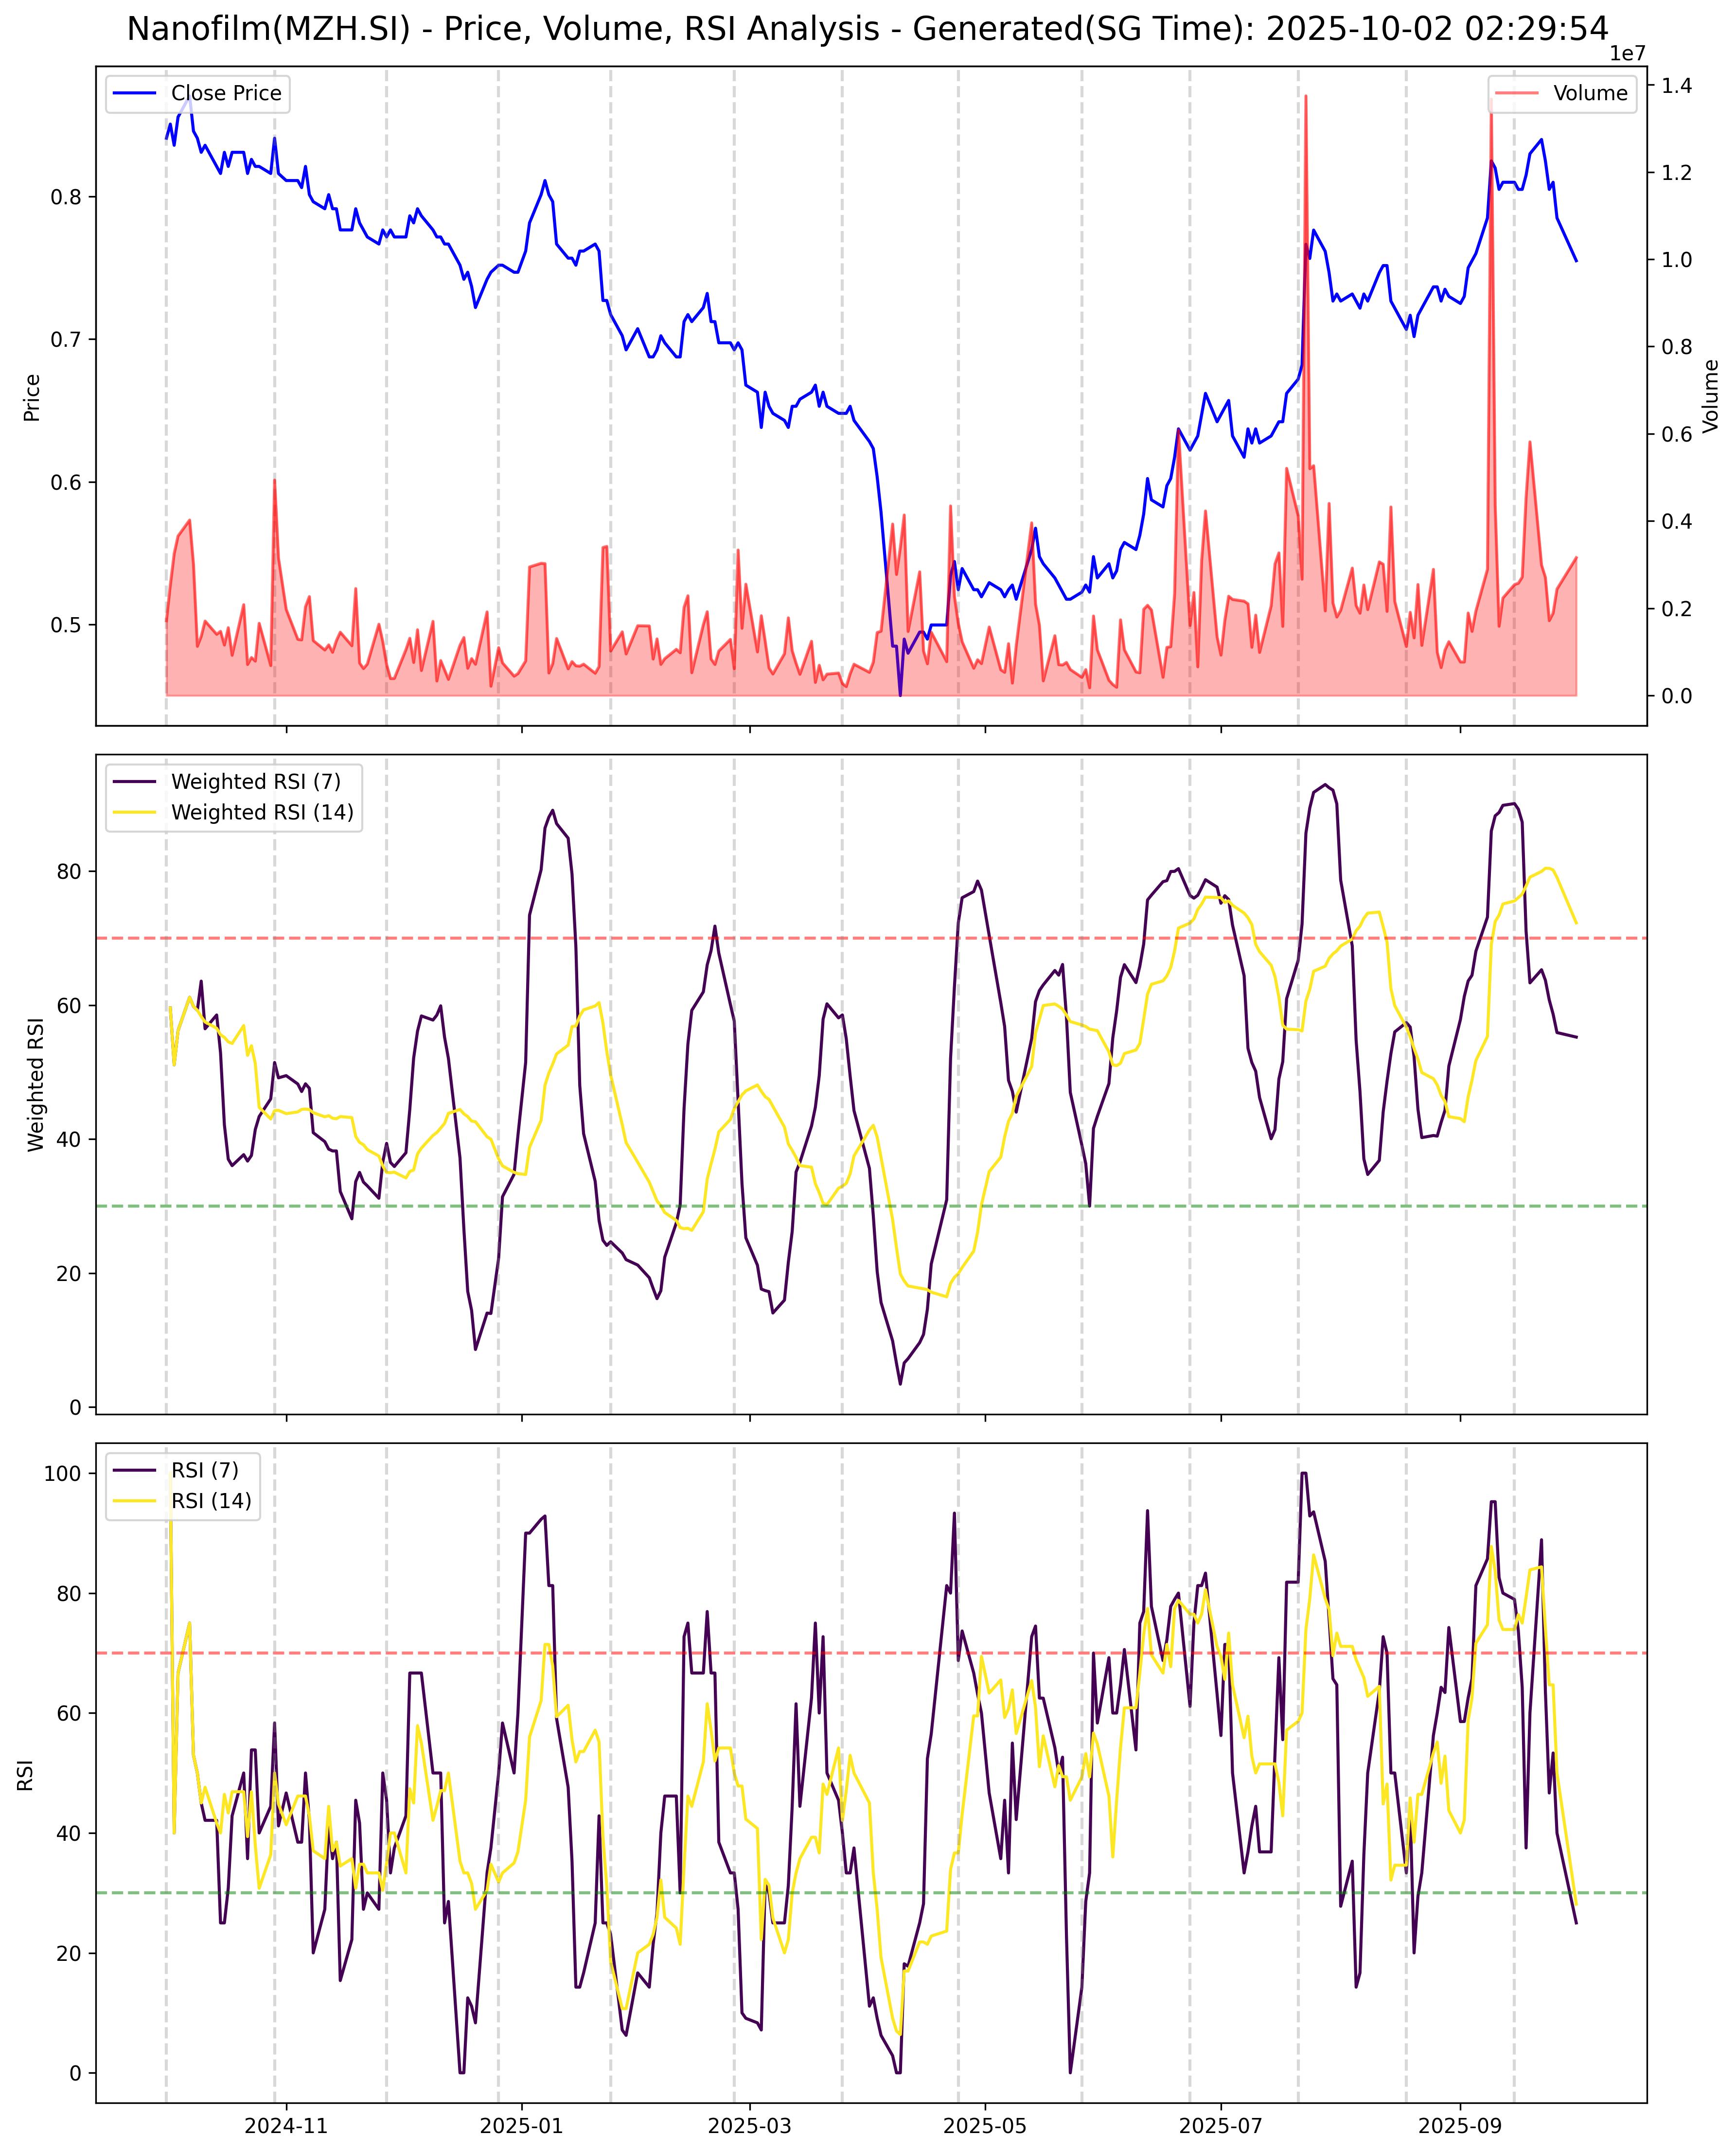 Nanofilm(MZH.SI) - Price, Volume, RSI Analysis - Generated(SG Time): 2025-10-02 02:29:54
1e7
Close Price
Volume
0.8
0.7
0.6
0.5
Price
1.4
1.2
1.0
0.8
0.6
0.4
0.2
0.0
Volume
Weighted RSI (7)
Weighted RSI (14)
80
60
40
20
0
Weighted RSI
RSI (7)
RSI (14)
100
80
60
40
20
0
RSI
2024-11
2025-01
2025-03
2025-05
2025-07
2025-09